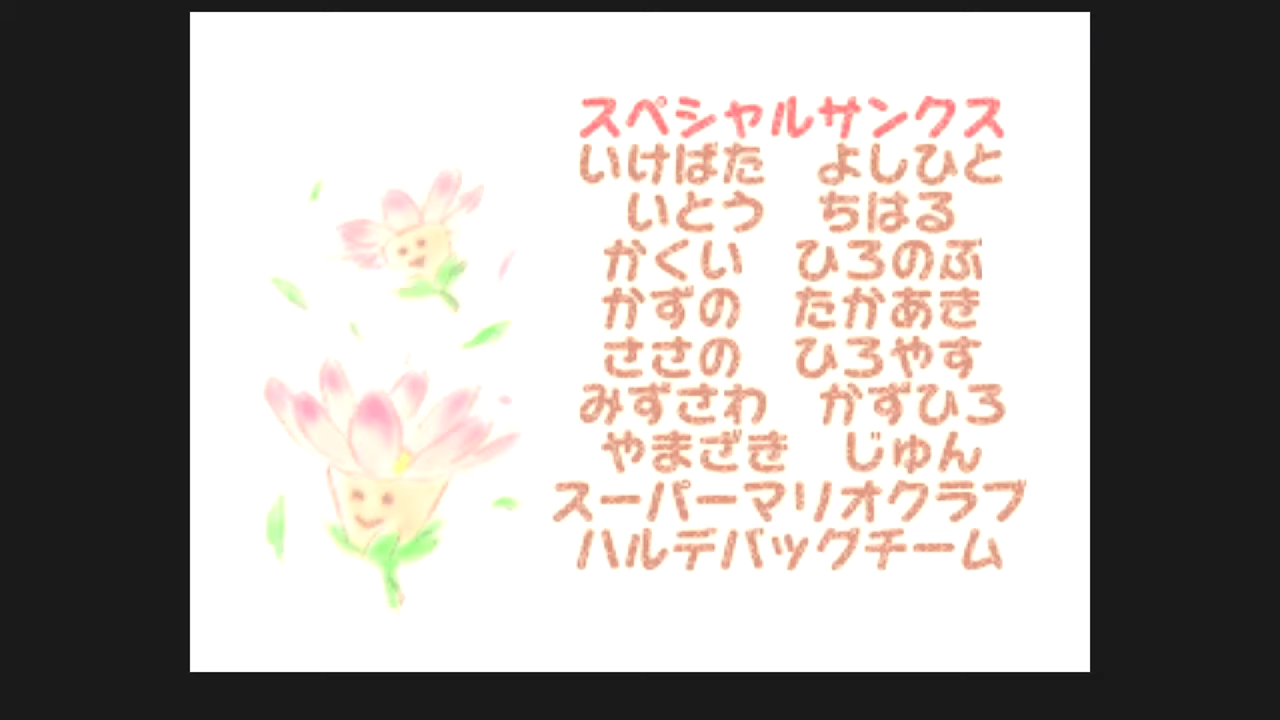 スペシャルサンクス
いけばた　よしひと
いとう　ちはる
かくい　ひろのぶ
かずの　たかあき
ささの　ひろやす
みずさわ　かずひろ
やまざき　じゅん
スーパーマリオクラブ
ハルデバッグチーム